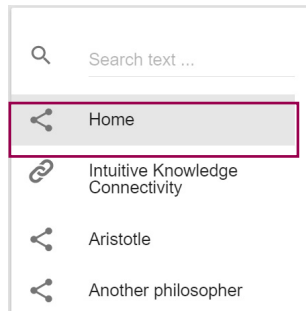 Search text ...
Home
Intuitive Knowledge
Connectivity
Aristotle
Another philosopher